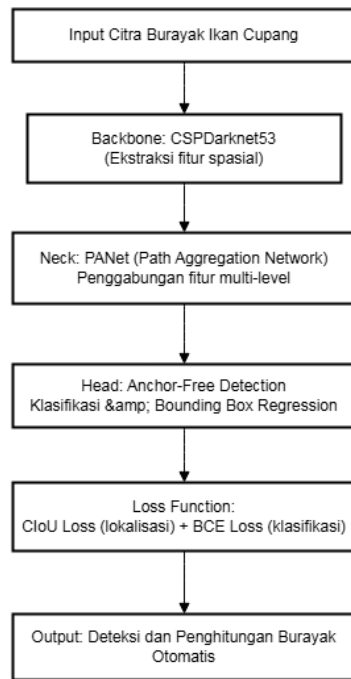 Input Citra Burayak Ikan Cupang
Backbone: CSPDarknet53
(Ekstraksi fitur spasial)
Neck: PANet (Path Aggregation Network)
Penggabungan fitur multi-level
Head: Anchor-Free Detection
Klasifikasi &amp; Bounding Box Regression
Loss Function:
CIoU Loss (lokalisasi) + BCE Loss (klasifikasi)
Output: Deteksi dan Penghitungan Burayak
Otomatis